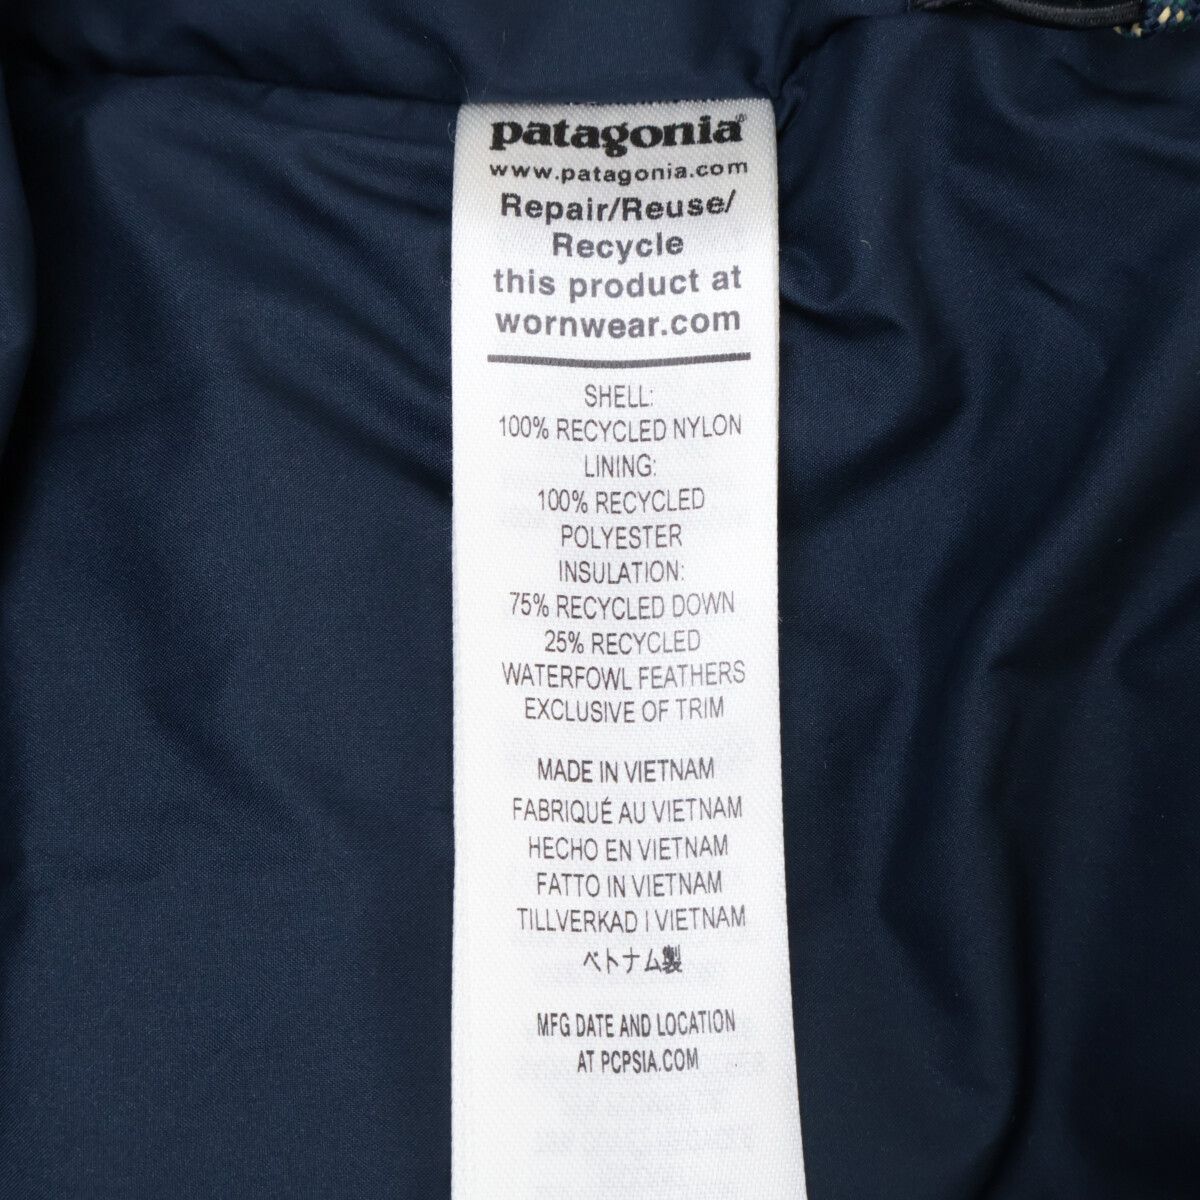 patagonia®
www.patagonia.com
Repair/Reuse/
Recycle
this product at
wornwear.com
SHELL:
100% RECYCLED NYLON
LINING:
100% RECYCLED
POLYESTER
INSULATION:
75% RECYCLED DOWN
25% RECYCLED
WATERFOWL FEATHERS
EXCLUSIVE OF TRIM
MADE IN VIETNAM
FABRIQUÉ AU VIETNAM
HECHO EN VIETNAM
FATTO IN VIETNAM
TILLVERKAD I VIETNAM
ベトナム製
MFG DATE AND LOCATION
AT PCPSIA.COM